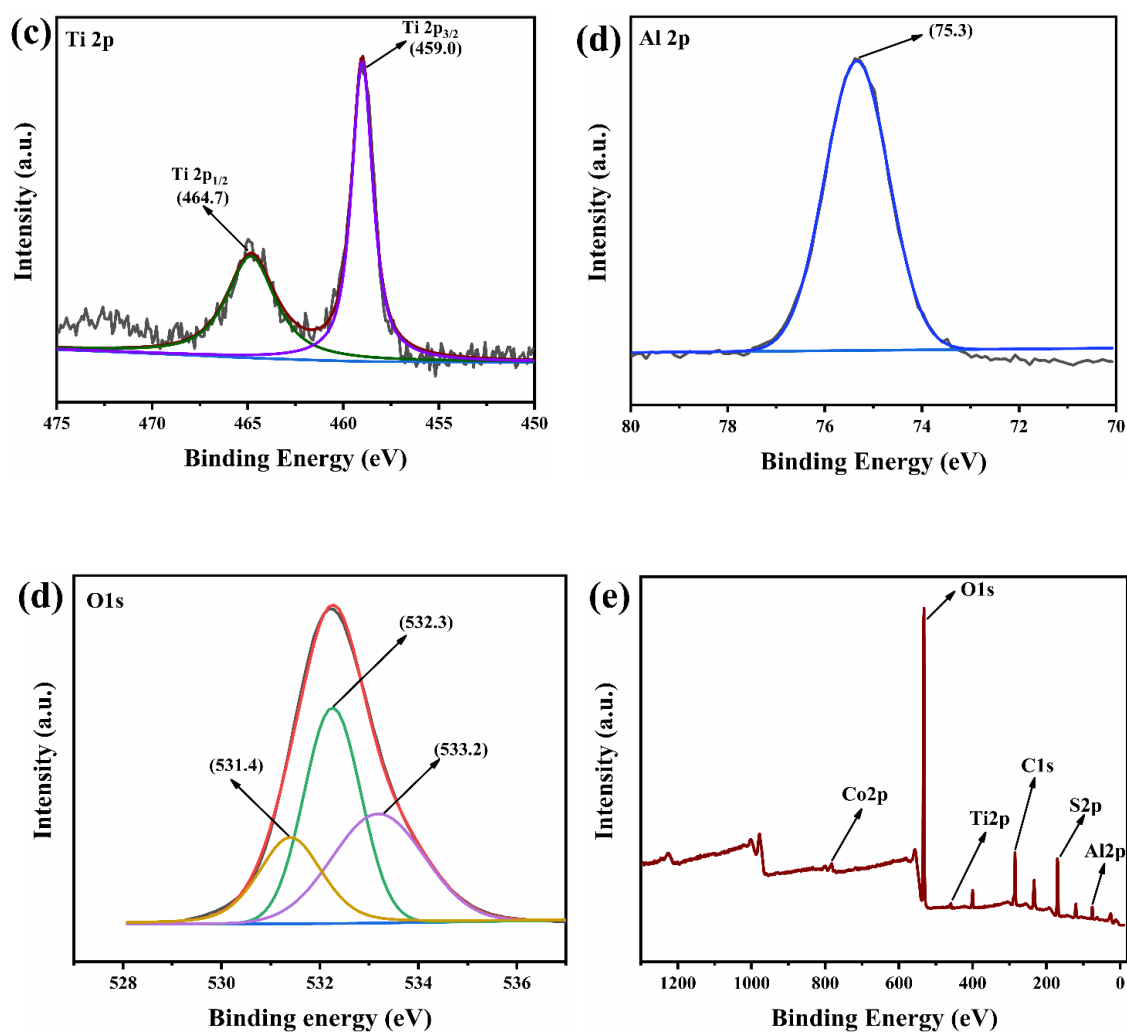 (c)
Ti 2p
Ti 2p3/2
(459.0)
Ti 2p1/2
(464.7)
Intensity (a.u.)
475 470 465 460 455 450
Binding Energy (eV)
(d)
Al 2p
(75.3)
Intensity (a.u.)
80 78 76 74 72 70
Binding Energy (eV)
(d)
O1s
(532.3)
(531.4)
(533.2)
Intensity (a.u.)
528 530 532 534 536
Binding energy (eV)
(e)
O1s
Co2p
Ti2p
C1s
S2p
Al2p
Intensity (a.u.)
1200 1000 800 600 400 200 0
Binding Energy (eV)